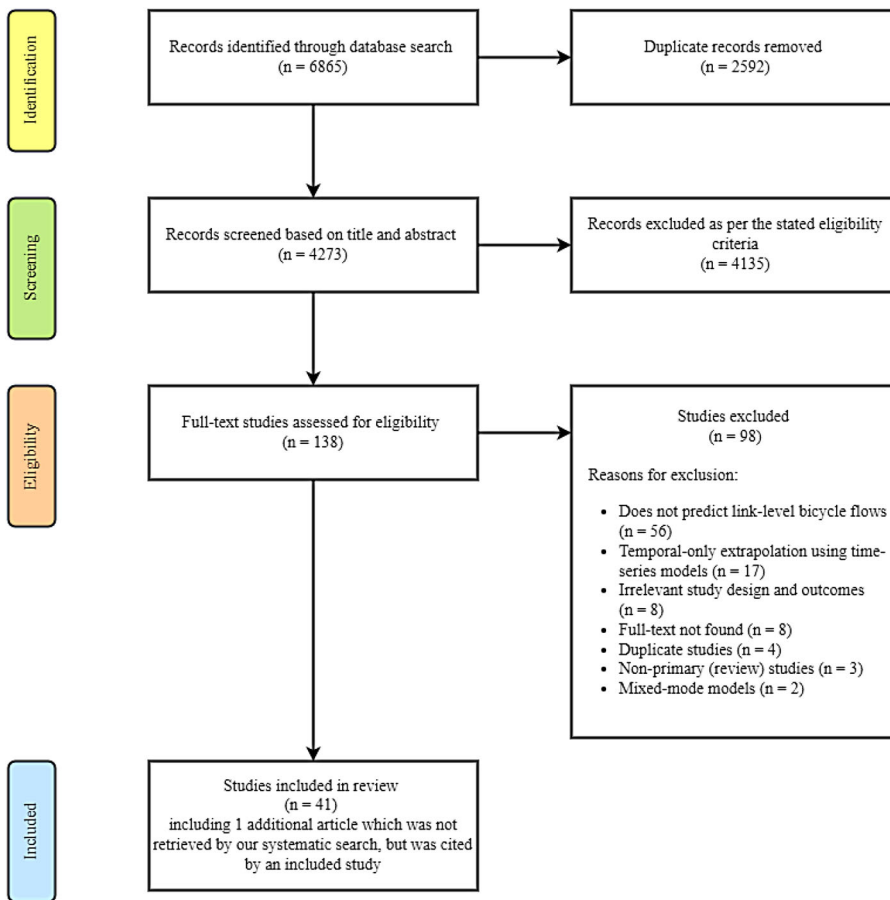 Identification
Records identified through database search
(n = 6865)
Duplicate records removed
(n = 2592)
Screening
Records screened based on title and abstract
(n = 4273)
Records excluded as per the stated eligibility
criteria
(n = 4135)
Eligibility
Full-text studies assessed for eligibility
(n = 138)
Studies excluded
(n = 98)
Reasons for exclusion:
• Does not predict link-level bicycle flows
(n = 56)
• Temporal-only extrapolation using time-
series models (n = 17)
• Irrelevant study design and outcomes
(n = 8)
• Full-text not found (n = 8)
• Duplicate studies (n = 4)
• Non-primary (review) studies (n = 3)
• Mixed-mode models (n = 2)
Included
Studies included in review
(n = 41)
including 1 additional article which was not
retrieved by our systematic search, but was cited
by an included study